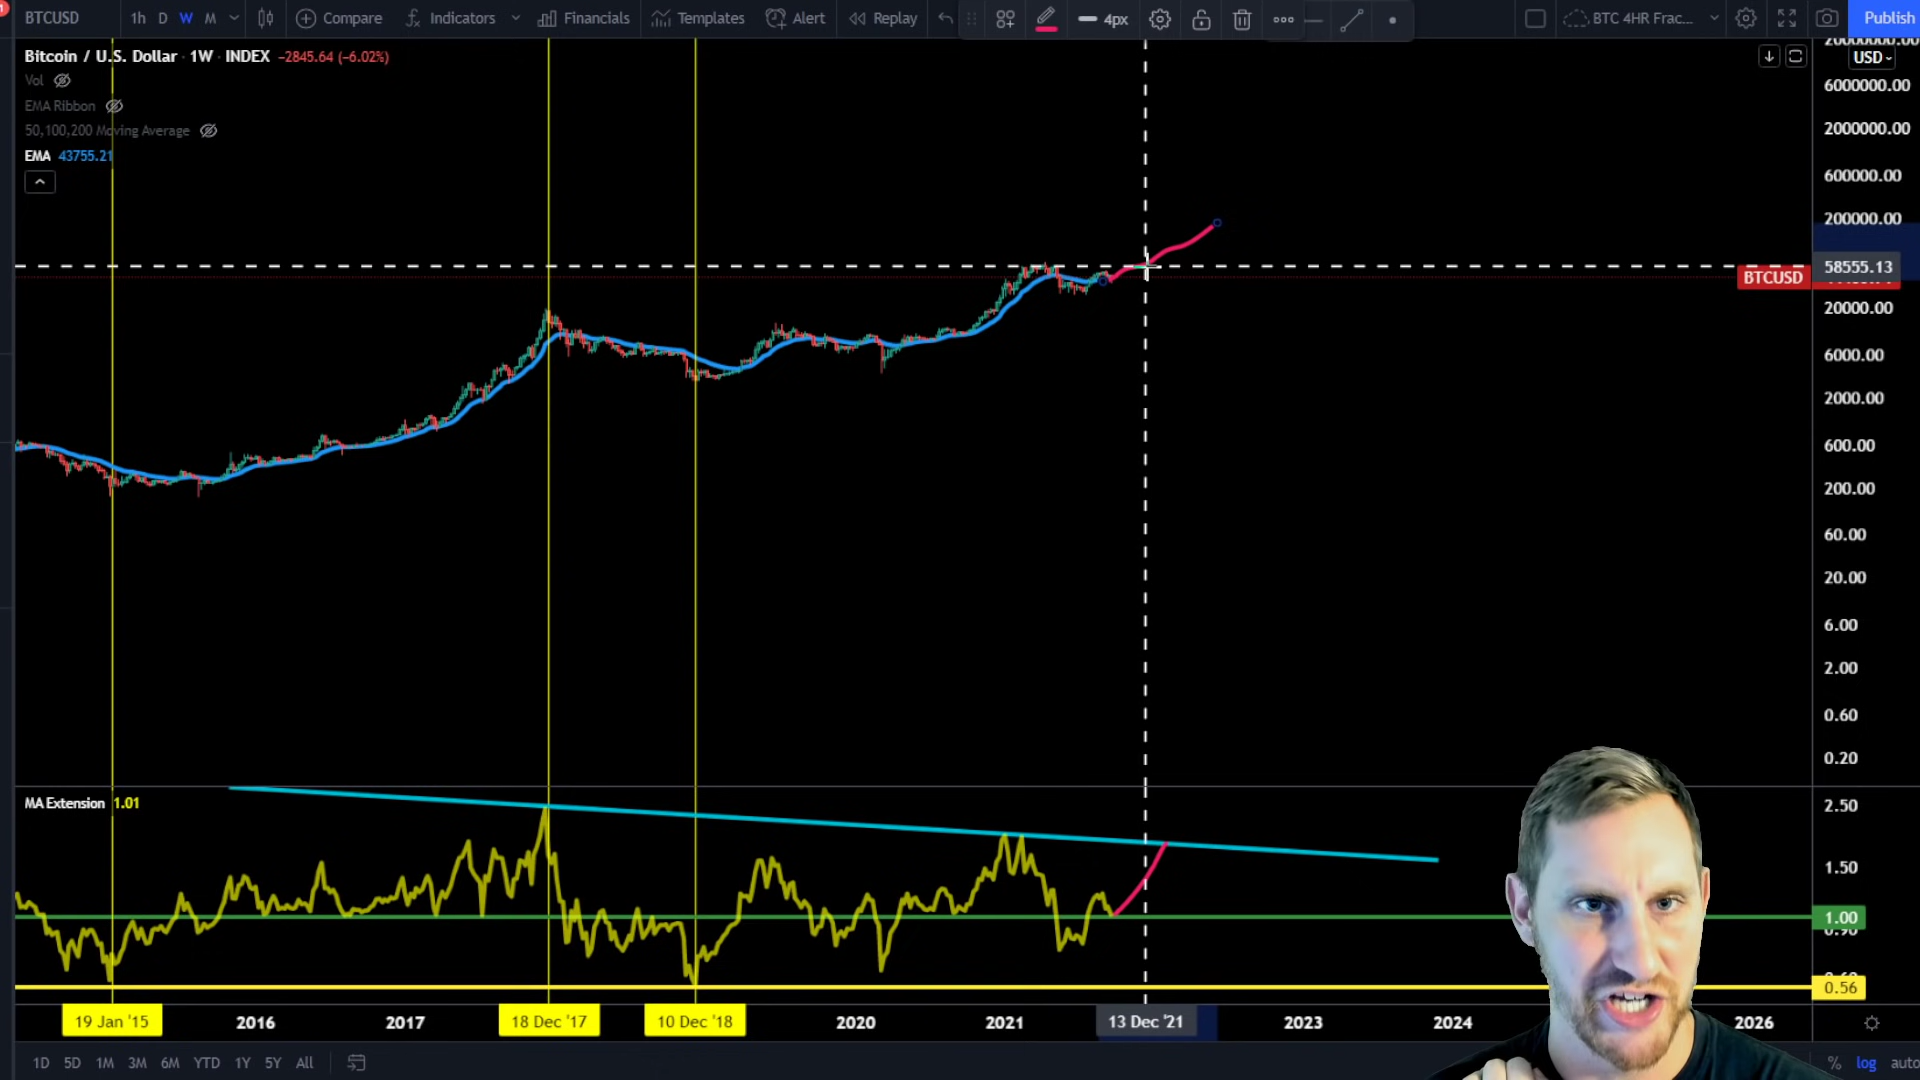 BTCUSD 1h D W M Compare Indicators Financials Templates Alert Replay 4px BTC 4HR Frac... Publish
Bitcoin / U.S. Dollar · 1W · INDEX −2845.64 (−6.02%)
USD
Vol
EMA Ribbon
50,100,200 Moving Average
EMA 43755.21
6000000.00
2000000.00
600000.00
200000.00
58555.13
BTCUSD
20000.00
6000.00
2000.00
600.00
200.00
60.00
20.00
6.00
2.00
0.60
0.20
MA Extension 1.01
2.50
1.50
1.00
0.90
0.56
19 Jan '15 2016 2017 18 Dec '17 10 Dec '18 2020 2021 13 Dec '21 2023 2024 2026
1D 5D 1M 3M 6M YTD 1Y 5Y All % log auto